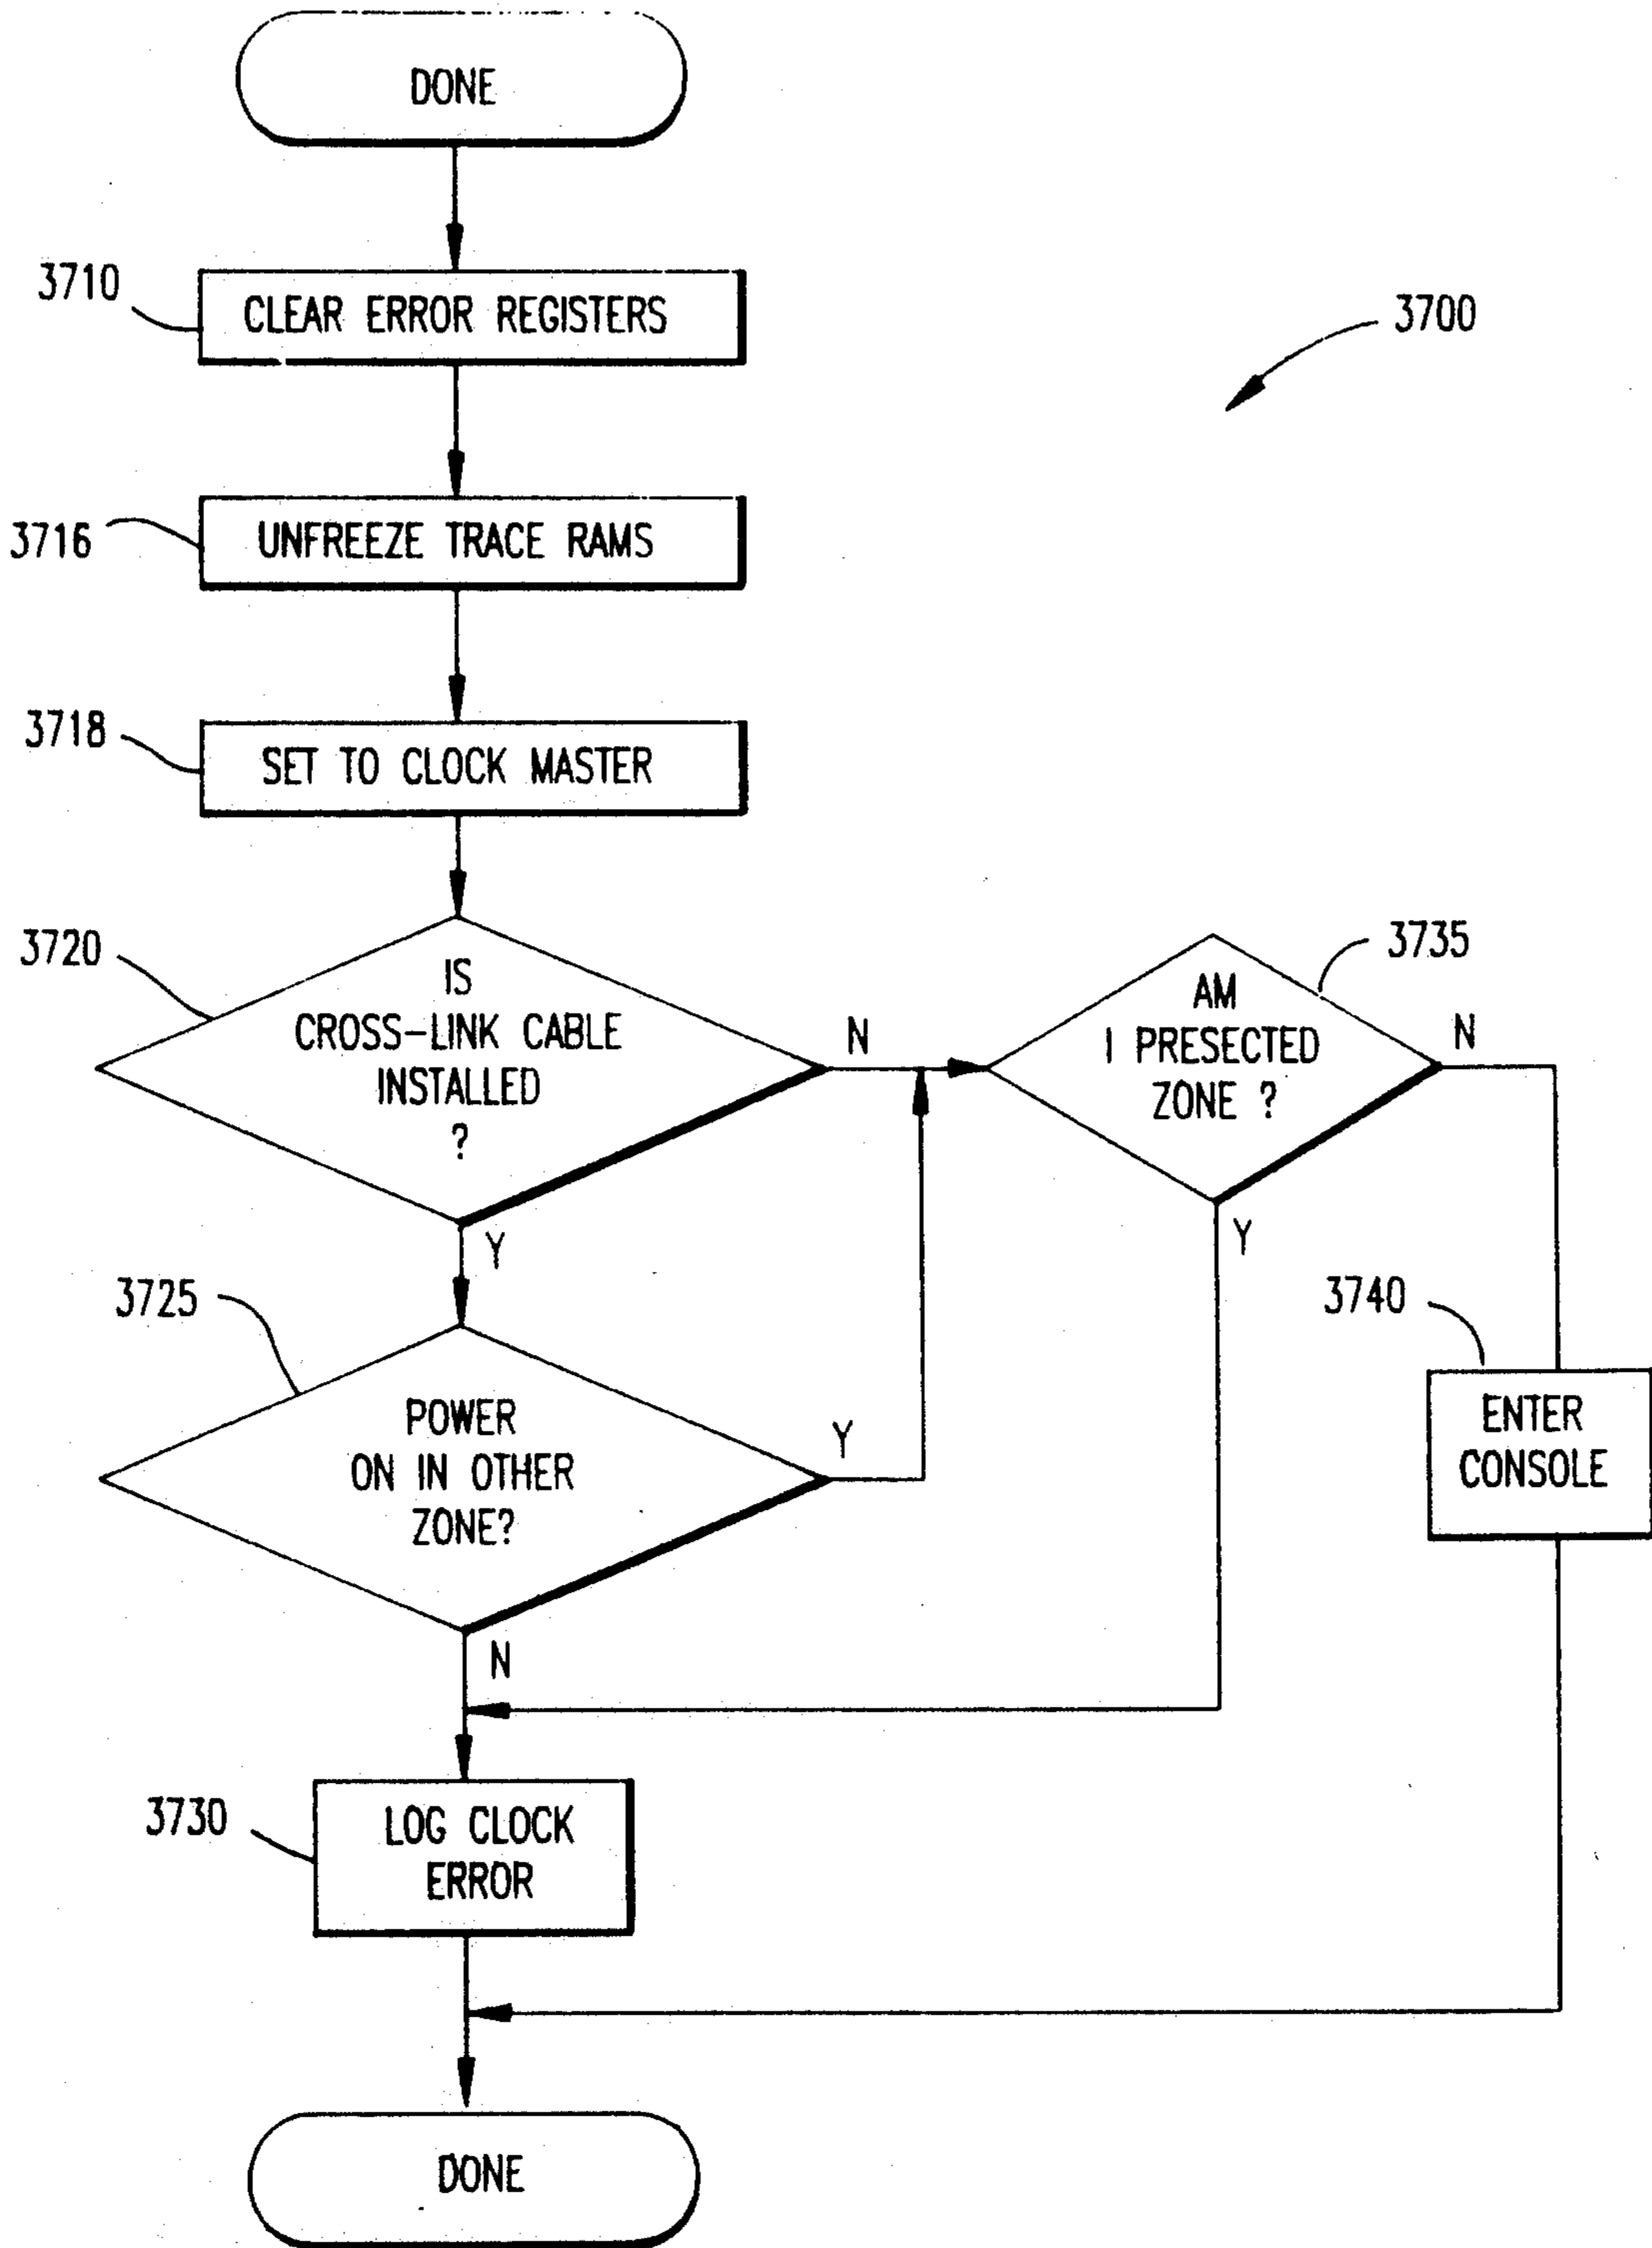 DONE
3710
CLEAR ERROR REGISTERS
3700
3716
UNFREEZE TRACE RAMS
3718
SET TO CLOCK MASTER
3720
IS
CROSS-LINK CABLE
INSTALLED
?
N
Y
3735
AM
I PRESECTED
ZONE ?
N
Y
3725
POWER
ON IN OTHER
ZONE?
Y
N
3740
ENTER
CONSOLE
3730
LOG CLOCK
ERROR
DONE